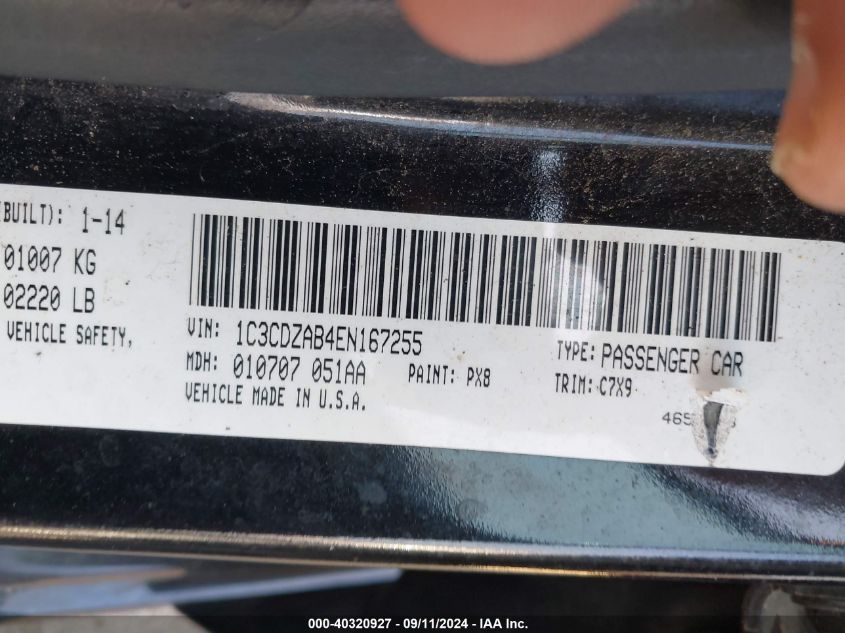 (BUILT): 1-14
01007 KG
02220 LB
VEHICLE SAFETY,
VIN: 1C3CDZAB4EN167255
TYPE: PASSENGER CAR
MDH: 010707 051AA
PAINT: PX8
TRIM: C7X9
VEHICLE MADE IN U.S.A.
000-40320927 - 09/11/2024 - IAA Inc.